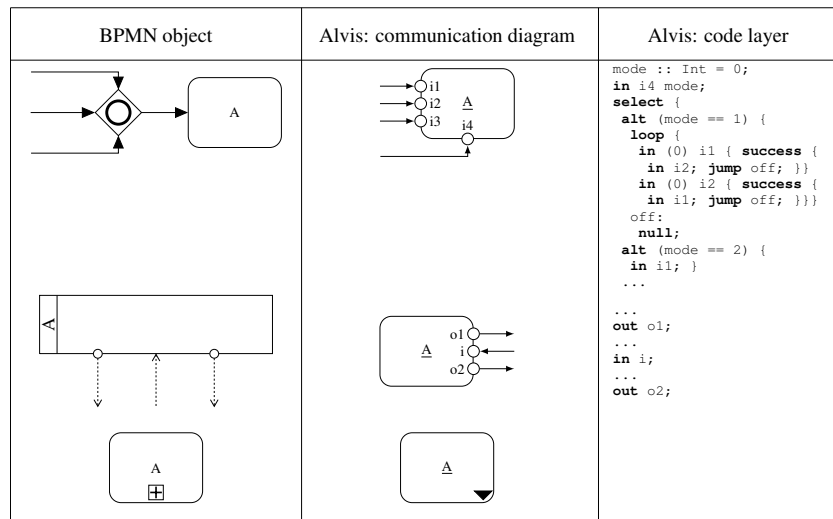 BPMN object
Alvis: communication diagram
Alvis: code layer
A
i1
i2
i3
A
i4
mode :: Int = 0;
in i4 mode;
select {
alt (mode == 1) {
loop {
in (0) i1 { success {
in i2; jump off; }}
in (0) i2 { success {
in i1; jump off; }}}
off:
null;
alt (mode == 2) {
in i1; }
...
A
o1
i
o2
A
...
out o1;
...
in i;
...
out o2;
A
A